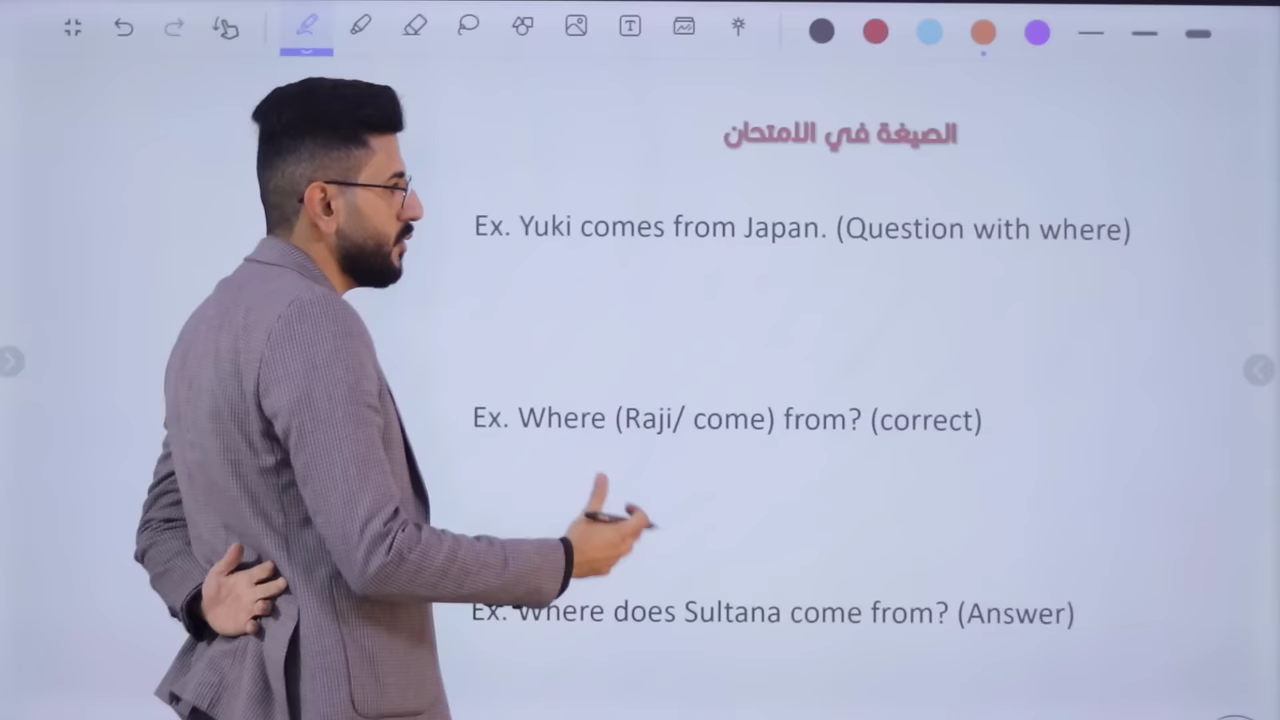 الصيغة في الامتحان
Ex. Yuki comes from Japan. (Question with where)
Ex. Where (Raji/ come) from? (correct)
Ex. Where does Sultana come from? (Answer)